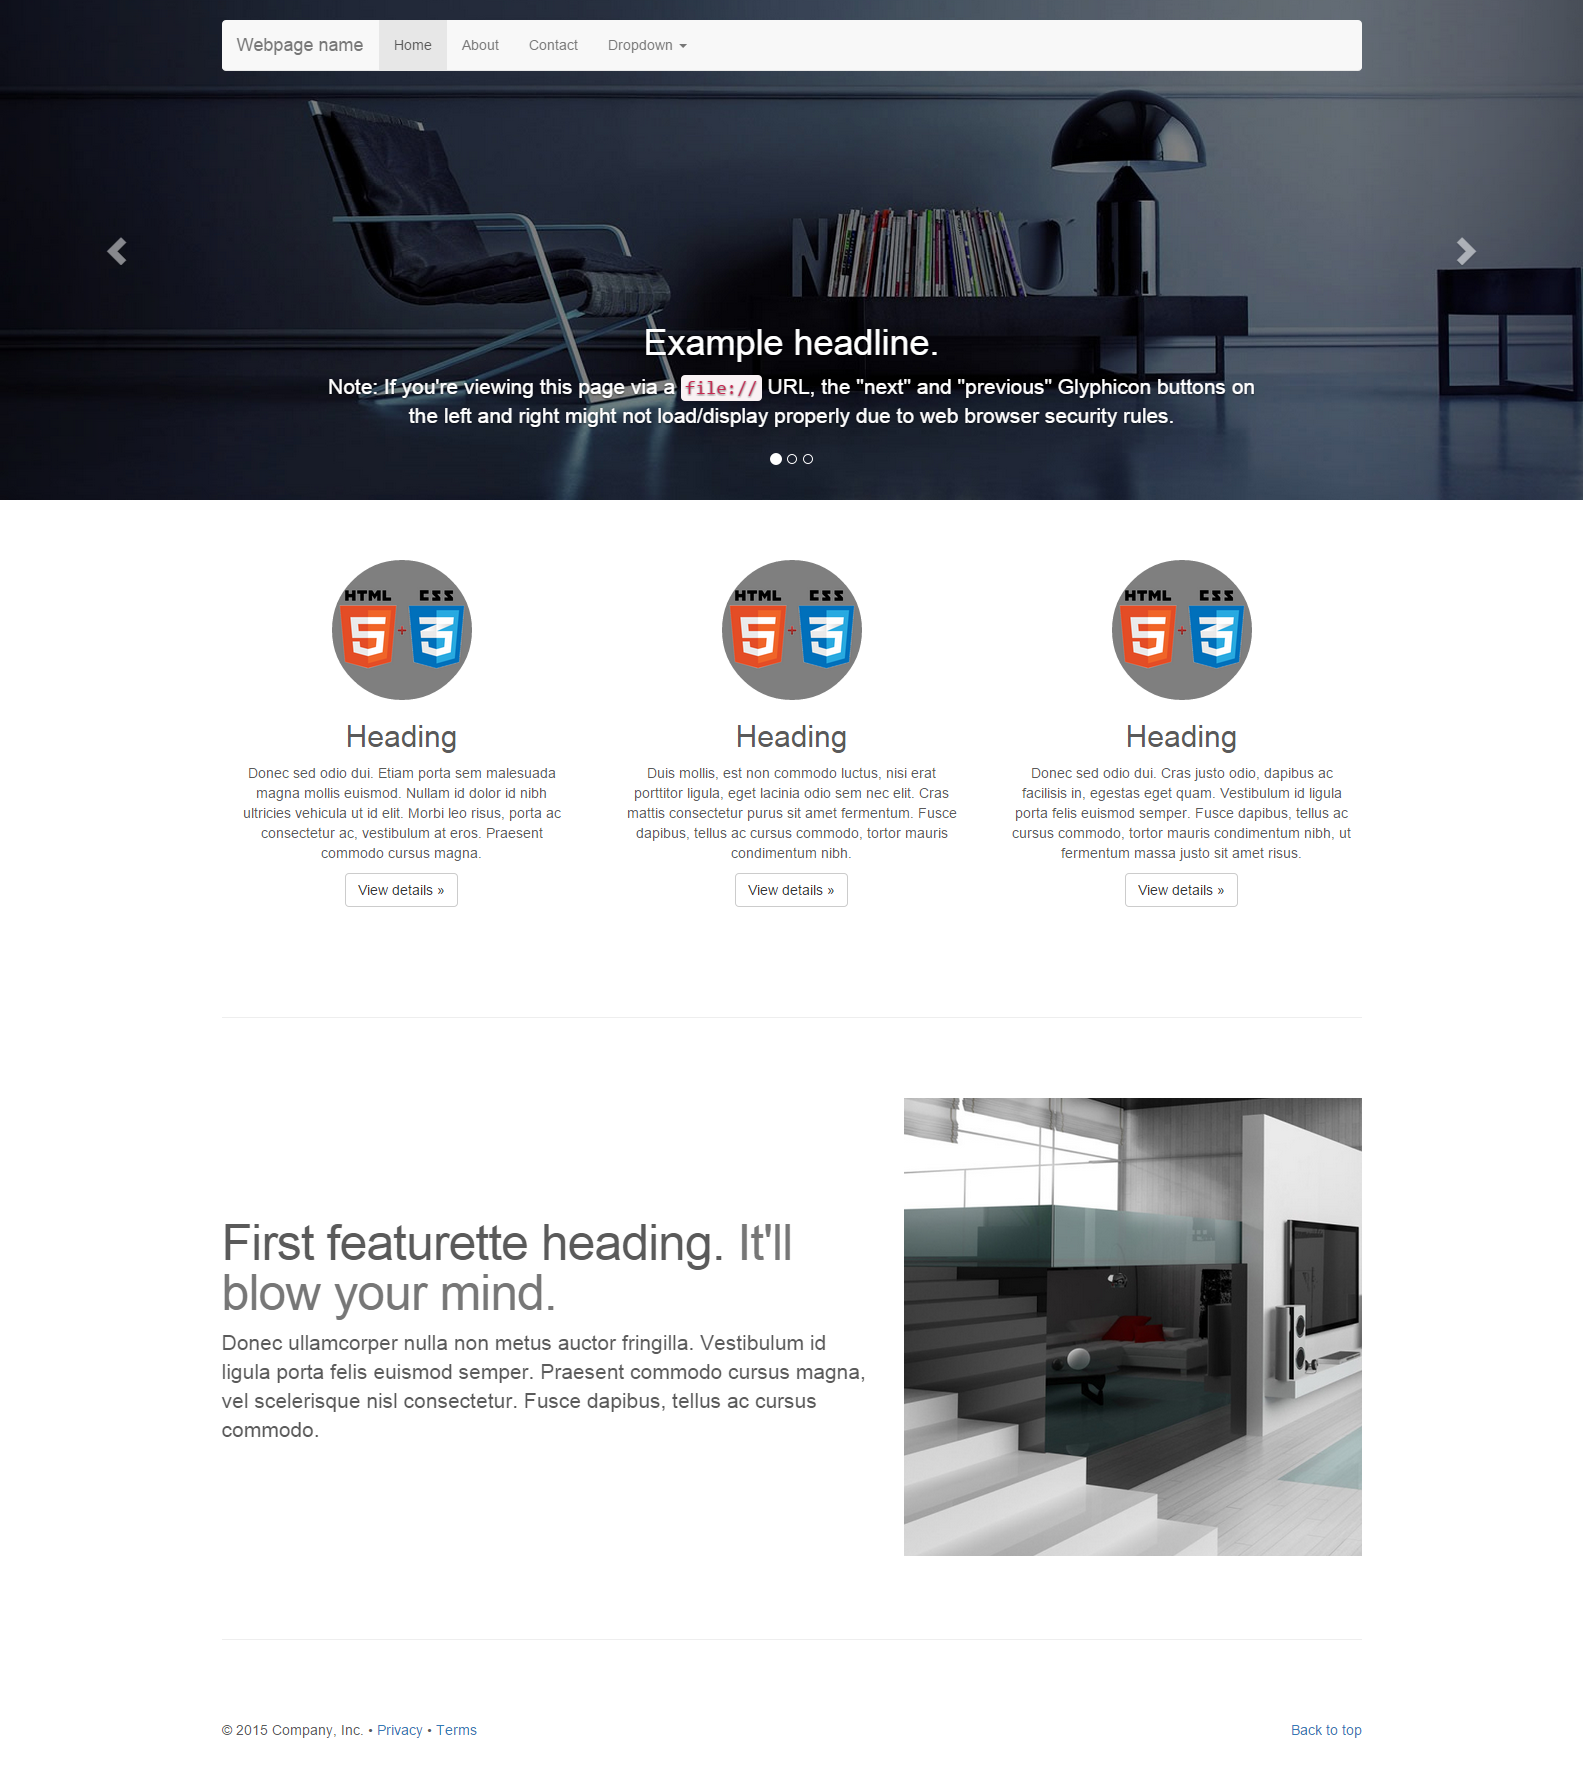 Webpage name Home About Contact Dropdown
NOU
Example headline.
Note: If you're viewing this page via a file:// URL, the "next" and "previous" Glyphicon buttons on
the left and right might not load/display properly due to web browser security rules.
HTML CSS
5 + 3
HTML CSS
5 + 3
HTML CSS
5 + 3
Heading
Donec sed odio dui. Etiam porta sem malesuada
magna mollis euismod. Nullam id dolor id nibh
ultricies vehicula ut id elit. Morbi leo risus, porta ac
consectetur ac, vestibulum at eros. Praesent
commodo cursus magna.
View details »
Heading
Duis mollis, est non commodo luctus, nisi erat
porttitor ligula, eget lacinia odio sem nec elit. Cras
mattis consectetur purus sit amet fermentum. Fusce
dapibus, tellus ac cursus commodo, tortor mauris
condimentum nibh.
View details »
Heading
Donec sed odio dui. Cras justo odio, dapibus ac
facilisis in, egestas eget quam. Vestibulum id ligula
porta felis euismod semper. Fusce dapibus, tellus ac
cursus commodo, tortor mauris condimentum nibh, ut
fermentum massa justo sit amet risus.
View details »
First featurette heading. It'll
blow your mind.
Donec ullamcorper nulla non metus auctor fringilla. Vestibulum id
ligula porta felis euismod semper. Praesent commodo cursus magna,
vel scelerisque nisl consectetur. Fusce dapibus, tellus ac cursus
commodo.
© 2015 Company, Inc. • Privacy • Terms Back to top